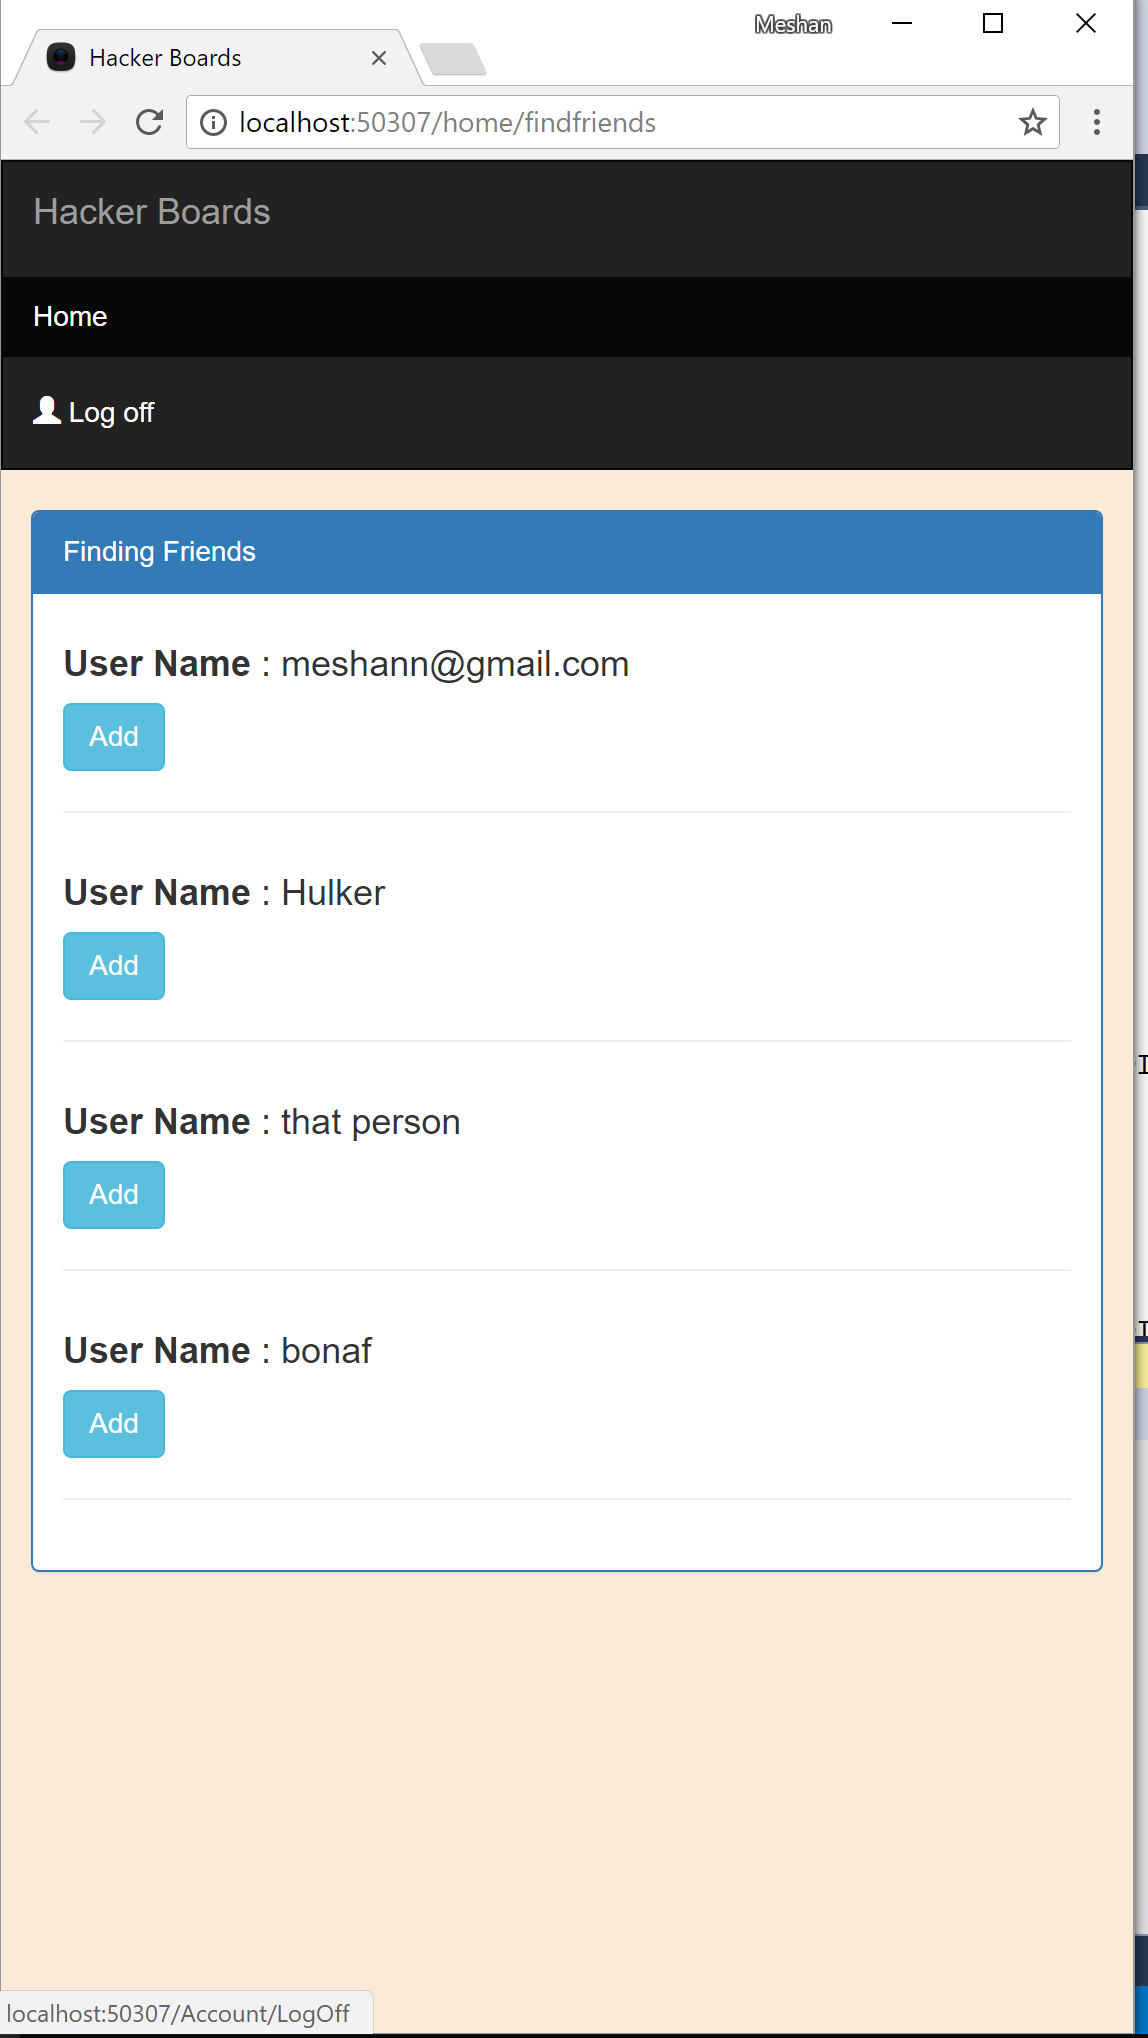 Meshan
Hacker Boards
localhost:50307/home/findfriends
Hacker Boards
Home
Log off
Finding Friends
User Name : meshann@gmail.com
Add
User Name : Hulker
Add
User Name : that person
Add
User Name : bonaf
Add
localhost:50307/Account/LogOff